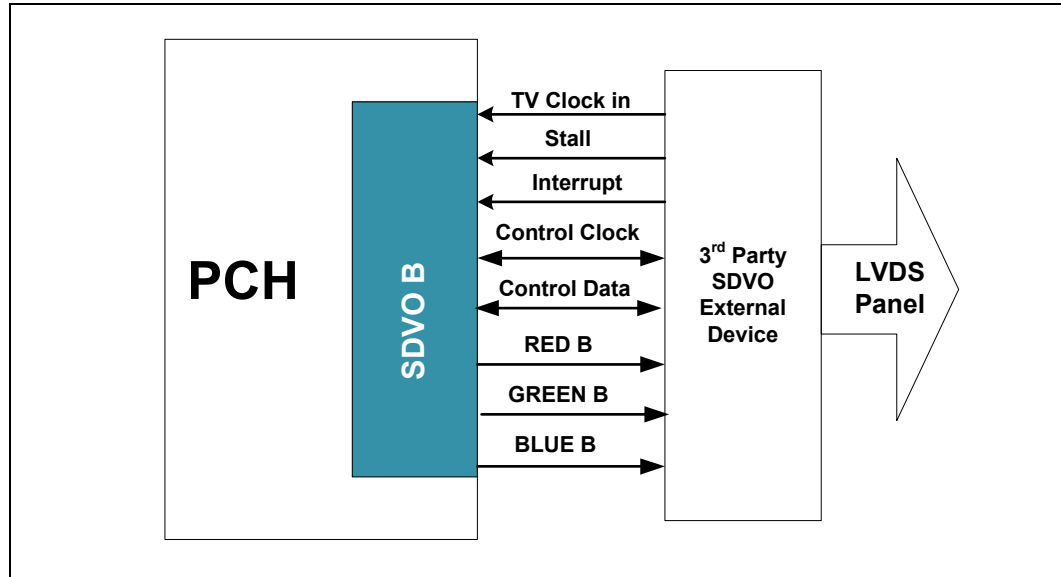 PCH
SDVO B
TV Clock in
Stall
Interrupt
Control Clock
Control Data
RED B
GREEN B
BLUE B
3rd Party
SDVO
External
Device
LVDS
Panel